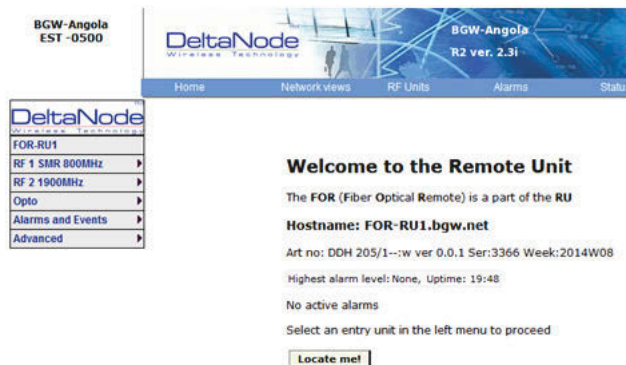 BGW-Angola
EST -0500
DeltaNode
Wireless Technology
BGW-Angola
R2 ver. 2.3i
Home Network views RF Units Alarms Statu
DeltaNode
Wireless Technology
FOR-RU1
RF 1 SMR 800MHz
RF 2 1900MHz
Opto
Alarms and Events
Advanced
Welcome to the Remote Unit
The FOR (Fiber Optical Remote) is a part of the RU
Hostname: FOR-RU1.bgw.net
Art no: DDH 205/1--:w ver 0.0.1 Ser:3366 Week:2014W08
Highest alarm level: None, Uptime: 19:48
No active alarms
Select an entry unit in the left menu to proceed
Locate me!